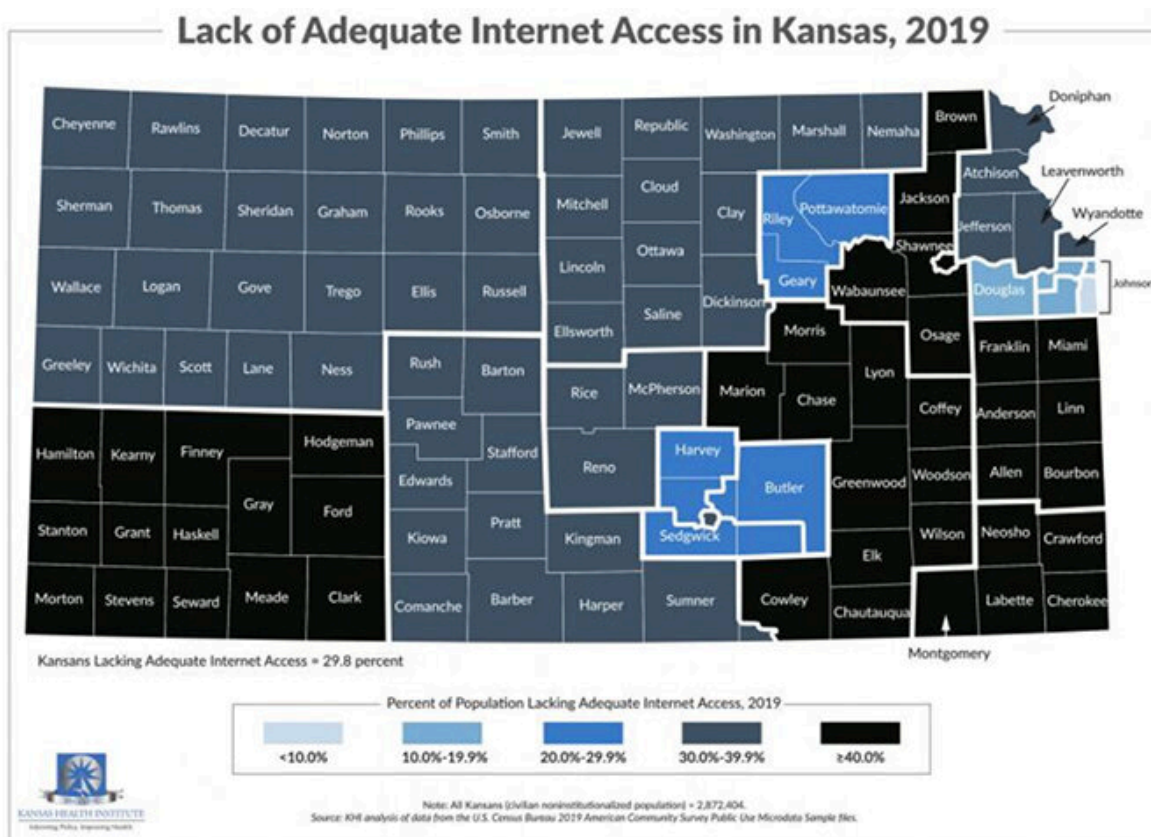 Lack of Adequate Internet Access in Kansas, 2019
Cheyenne
Rawlins
Decatur
Norton
Phillips
Smith
Jewell
Republic
Washington
Marshall
Nemaha
Brown
Doniphan
Atchison
Leavenworth
Sherman
Thomas
Sheridan
Graham
Rooks
Osborne
Mitchell
Cloud
Clay
Riley
Pottawatomie
Jackson
Jefferson
Wyandotte
Shawnee
Wallace
Logan
Gove
Trego
Ellis
Russell
Lincoln
Ottawa
Saline
Dickinson
Geary
Wabaunsee
Douglas
Johnson
Greeley
Wichita
Scott
Lane
Ness
Rush
Barton
Ellsworth
Rice
McPherson
Marion
Morris
Chase
Lyon
Osage
Franklin
Miami
Hamilton
Kearny
Finney
Hodgeman
Pawnee
Stafford
Reno
Harvey
Butler
Greenwood
Coffey
Anderson
Linn
Edwards
Gray
Ford
Woodson
Allen
Bourbon
Stanton
Grant
Haskell
Kiowa
Pratt
Kingman
Sedgwick
Elk
Wilson
Neosho
Crawford
Morton
Stevens
Seward
Meade
Clark
Comanche
Barber
Harper
Sumner
Cowley
Chautauqua
Labette
Cherokee
Montgomery
Kansans Lacking Adequate Internet Access = 29.8 percent
Percent of Population Lacking Adequate Internet Access, 2019
<10.0%
10.0%-19.9%
20.0%-29.9%
30.0%-39.9%
≥40.0%
KANSAS HEALTH INSTITUTE
Informing Policy. Improving Health.
Note: All Kansans (civilian noninstitutionalized population) = 2,872,404.
Source: KHI analysis of data from the U.S. Census Bureau 2019 American Community Survey Public Use Microdata Sample files.